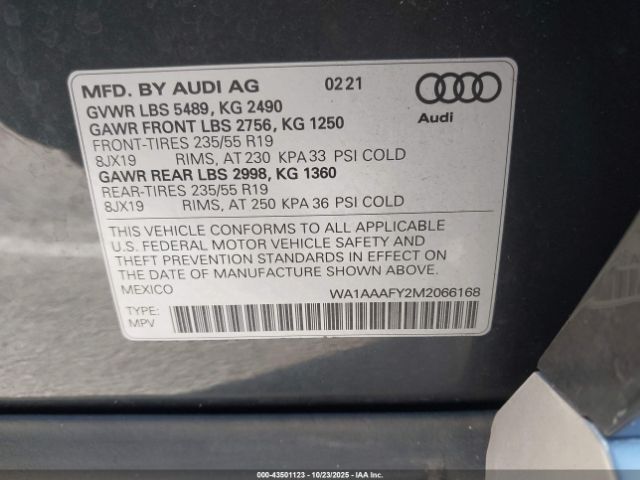 MFD. BY AUDI AG 0221
GVWR LBS 5489, KG 2490
GAWR FRONT LBS 2756, KG 1250
FRONT-TIRES 235/55 R19
8JX19 RIMS, AT 230 KPA 33 PSI COLD
GAWR REAR LBS 2998, KG 1360
REAR-TIRES 235/55 R19
8JX19 RIMS, AT 250 KPA 36 PSI COLD
Audi
THIS VEHICLE CONFORMS TO ALL APPLICABLE
U.S. FEDERAL MOTOR VEHICLE SAFETY AND
THEFT PREVENTION STANDARDS IN EFFECT ON
THE DATE OF MANUFACTURE SHOWN ABOVE.
MEXICO WA1AAAFY2M2066168
TYPE:
MPV
000-43501123 - 10/23/2025 - IAAI - Copart, Inc.